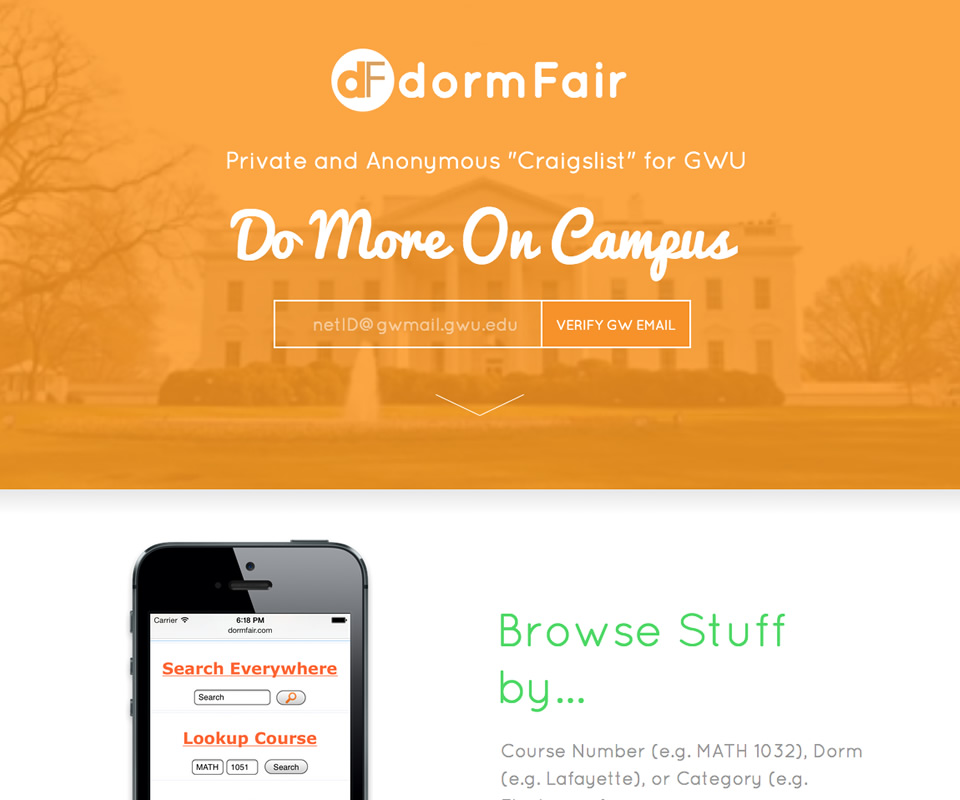 dF dormFair
Private and Anonymous "Craigslist" for GWU
Do More On Campus
netID@gwmail.gwu.edu
VERIFY GW EMAIL
Carrier 6:18 PM
dormfair.com
Search Everywhere
Search
Lookup Course
MATH 1051 Search
Browse Stuff
by...
Course Number (e.g. MATH 1032), Dorm
(e.g. Lafayette), or Category (e.g.